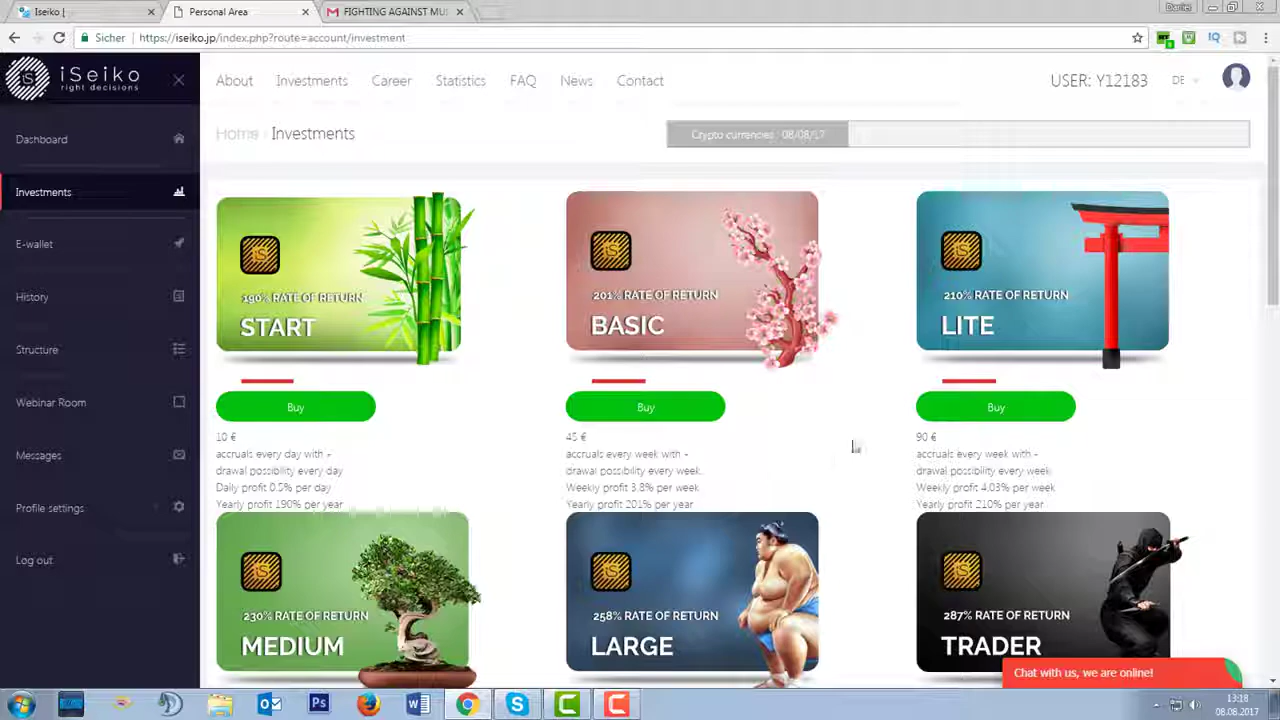 iSeiko |
Personal Area
FIGHTING AGAINST MU
Sicher
https://iseiko.jp/index.php?route=account/investment
iSeiko
right decisions
About
Investments
Career
Statistics
FAQ
News
Contact
USER: Y12183
DE
Dashboard
Investments
E-wallet
History
Structure
Webinar Room
Messages
Profile settings
Log out
Home
Investments
Crypto currencies : 08/08/17
iS
190% RATE OF RETURN
START
Buy
10 €
accruals every day with -
drawal possibility every day
Daily profit 0.5% per day
Yearly profit 190% per year
iS
201% RATE OF RETURN
BASIC
Buy
45 €
accruals every week with -
drawal possibility every week.
Weekly profit 3.8% per week
Yearly profit 201% per year
iS
210% RATE OF RETURN
LITE
Buy
90 €
accruals every week with -
drawal possibility every week
Weekly profit 4,03% per week
Yearly profit 210% per year
iS
230% RATE OF RETURN
MEDIUM
iS
258% RATE OF RETURN
LARGE
iS
287% RATE OF RETURN
TRADER
Chat with us, we are online!
13:18
08.08.2017